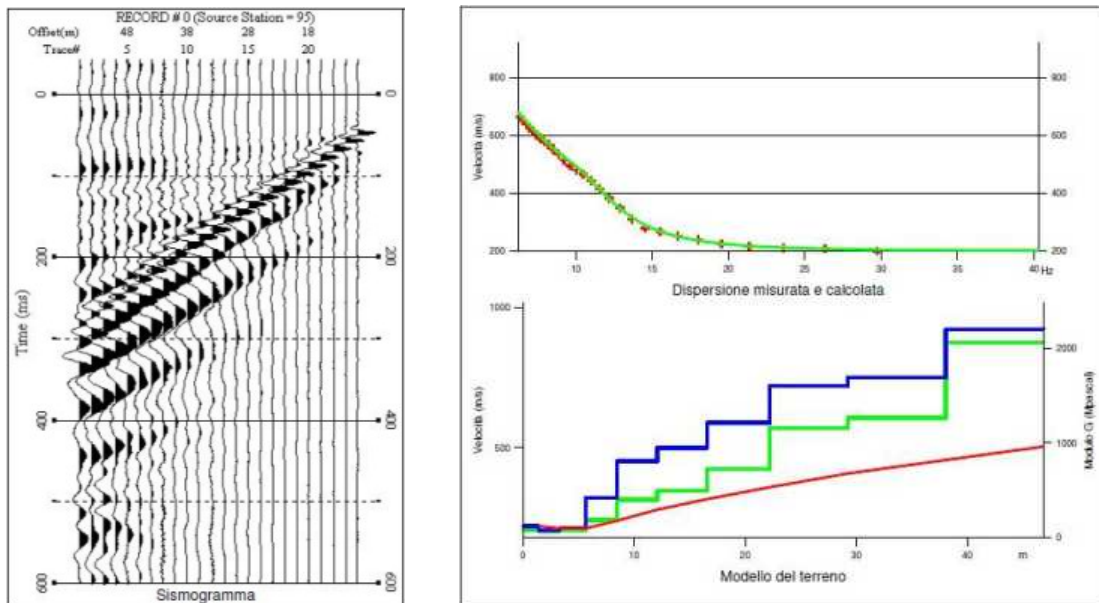 RECORD # 0 (Source Station = 95)
Offset(m) 48 38 28 18
Trace# 5 10 15 20
0 0
200 200
400 400
600 600
Time (ms)
Sismogramma
Velocità (m/s)
800 800
600 600
400 400
200 200
10 15 20 25 30 35 40 Hz
Dispersione misurata e calcolata
1000
500
Velocità (m/s)
2000
1000
0
Modulo G (Mpascal)
0 10 20 30 40 m
Modello del terreno